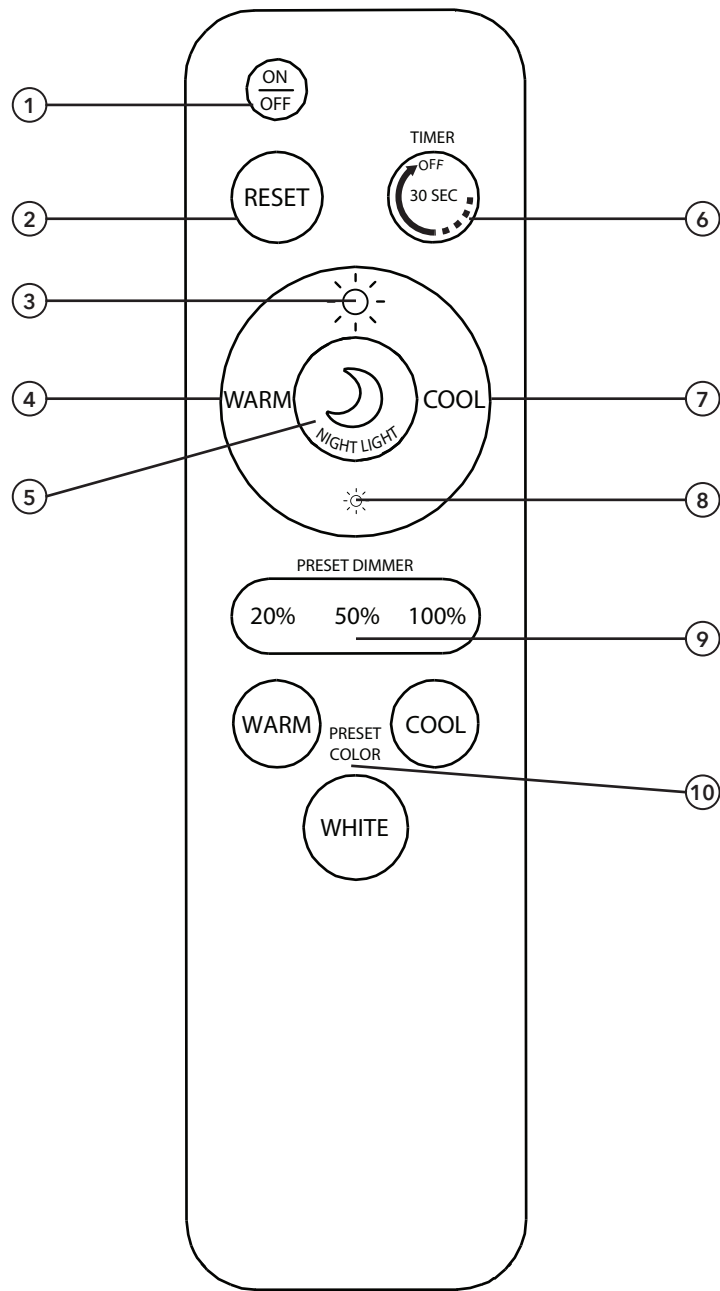 ON
OFF
1
TIMER
OFF
30 SEC
RESET
2
6
3
4
WARM
COOL
7
NIGHT LIGHT
5
8
PRESET DIMMER
20% 50% 100%
9
WARM
COOL
PRESET
COLOR
10
WHITE